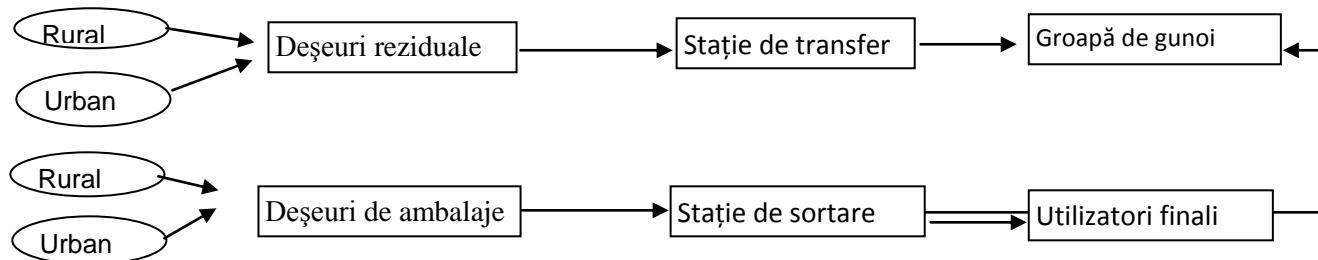 Rural
Deşeuri reziduale
Stație de transfer
Groapă de gunoi
Urban
Rural
Deşeuri de ambalaje
Stație de sortare
Utilizatori finali
Urban